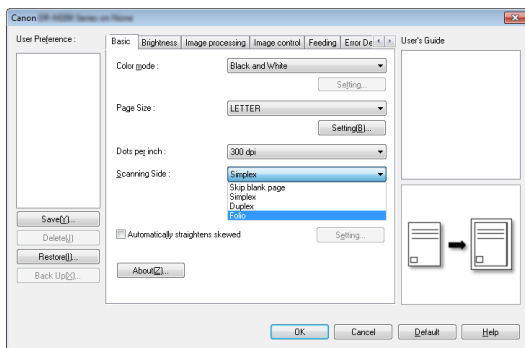 Canon
User Preference :
Basic Brightness Image processing Image control Feeding Error De
User's Guide
Color mode :
Black and White
Setting...
Page Size :
LETTER
Setting(B)...
Dots per inch :
300 dpi
Scanning Side :
Simplex
Skip blank page
Simplex
Duplex
Folio
Automatically straightens skewed
Setting...
About(Z)...
Save(Y)...
Delete(J)
Restore(I)...
Back Up(X)...
OK Cancel Default Help